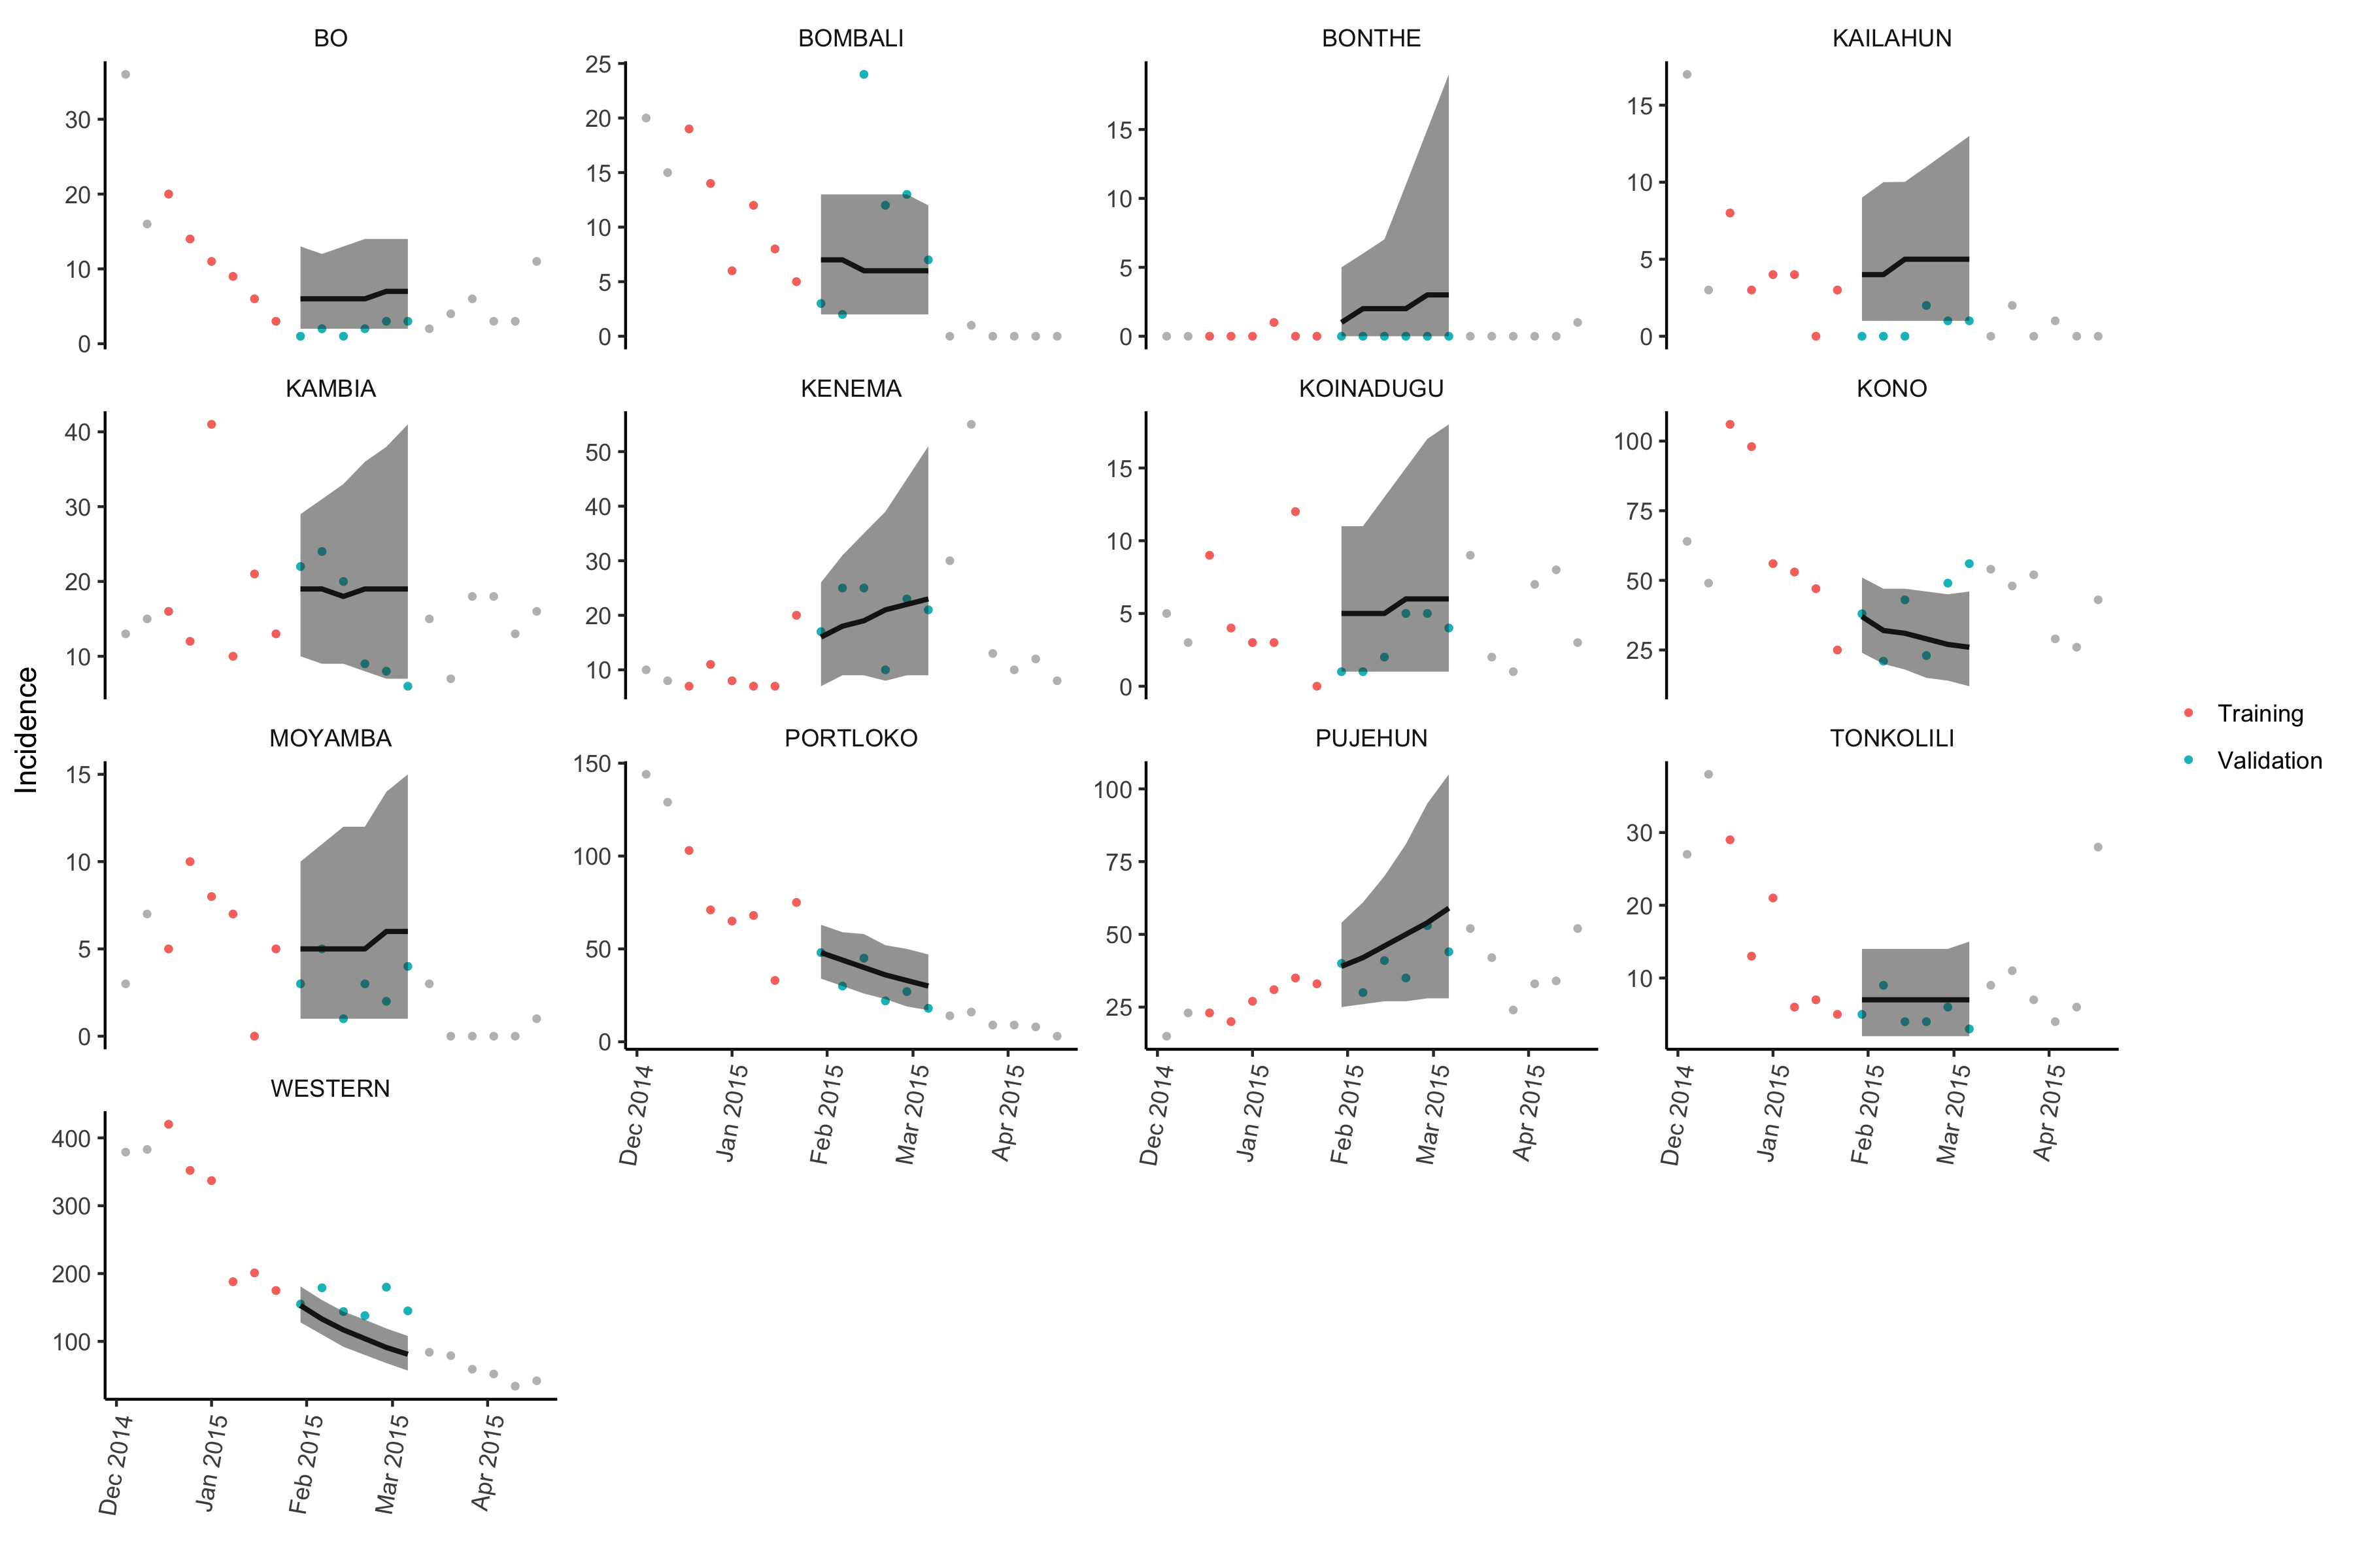 BO
BOMBALI
BONTHE
KAILAHUN
30
20
10
0
25
20
15
10
5
0
15
10
5
0
15
10
5
0
KAMBIA
KENEMA
KOINADUGU
KONO
40
30
20
10
50
40
30
20
10
15
10
5
0
100
75
50
25
Incidence
MOYAMBA
PORTLOKO
PUJEHUN
TONKOLILI
15
10
5
0
150
100
50
0
100
75
50
25
30
20
10
Training
Validation
Dec 2014
Jan 2015
Feb 2015
Mar 2015
Apr 2015
Dec 2014
Jan 2015
Feb 2015
Mar 2015
Apr 2015
Dec 2014
Jan 2015
Feb 2015
Mar 2015
Apr 2015
WESTERN
400
300
200
100
Dec 2014
Jan 2015
Feb 2015
Mar 2015
Apr 2015